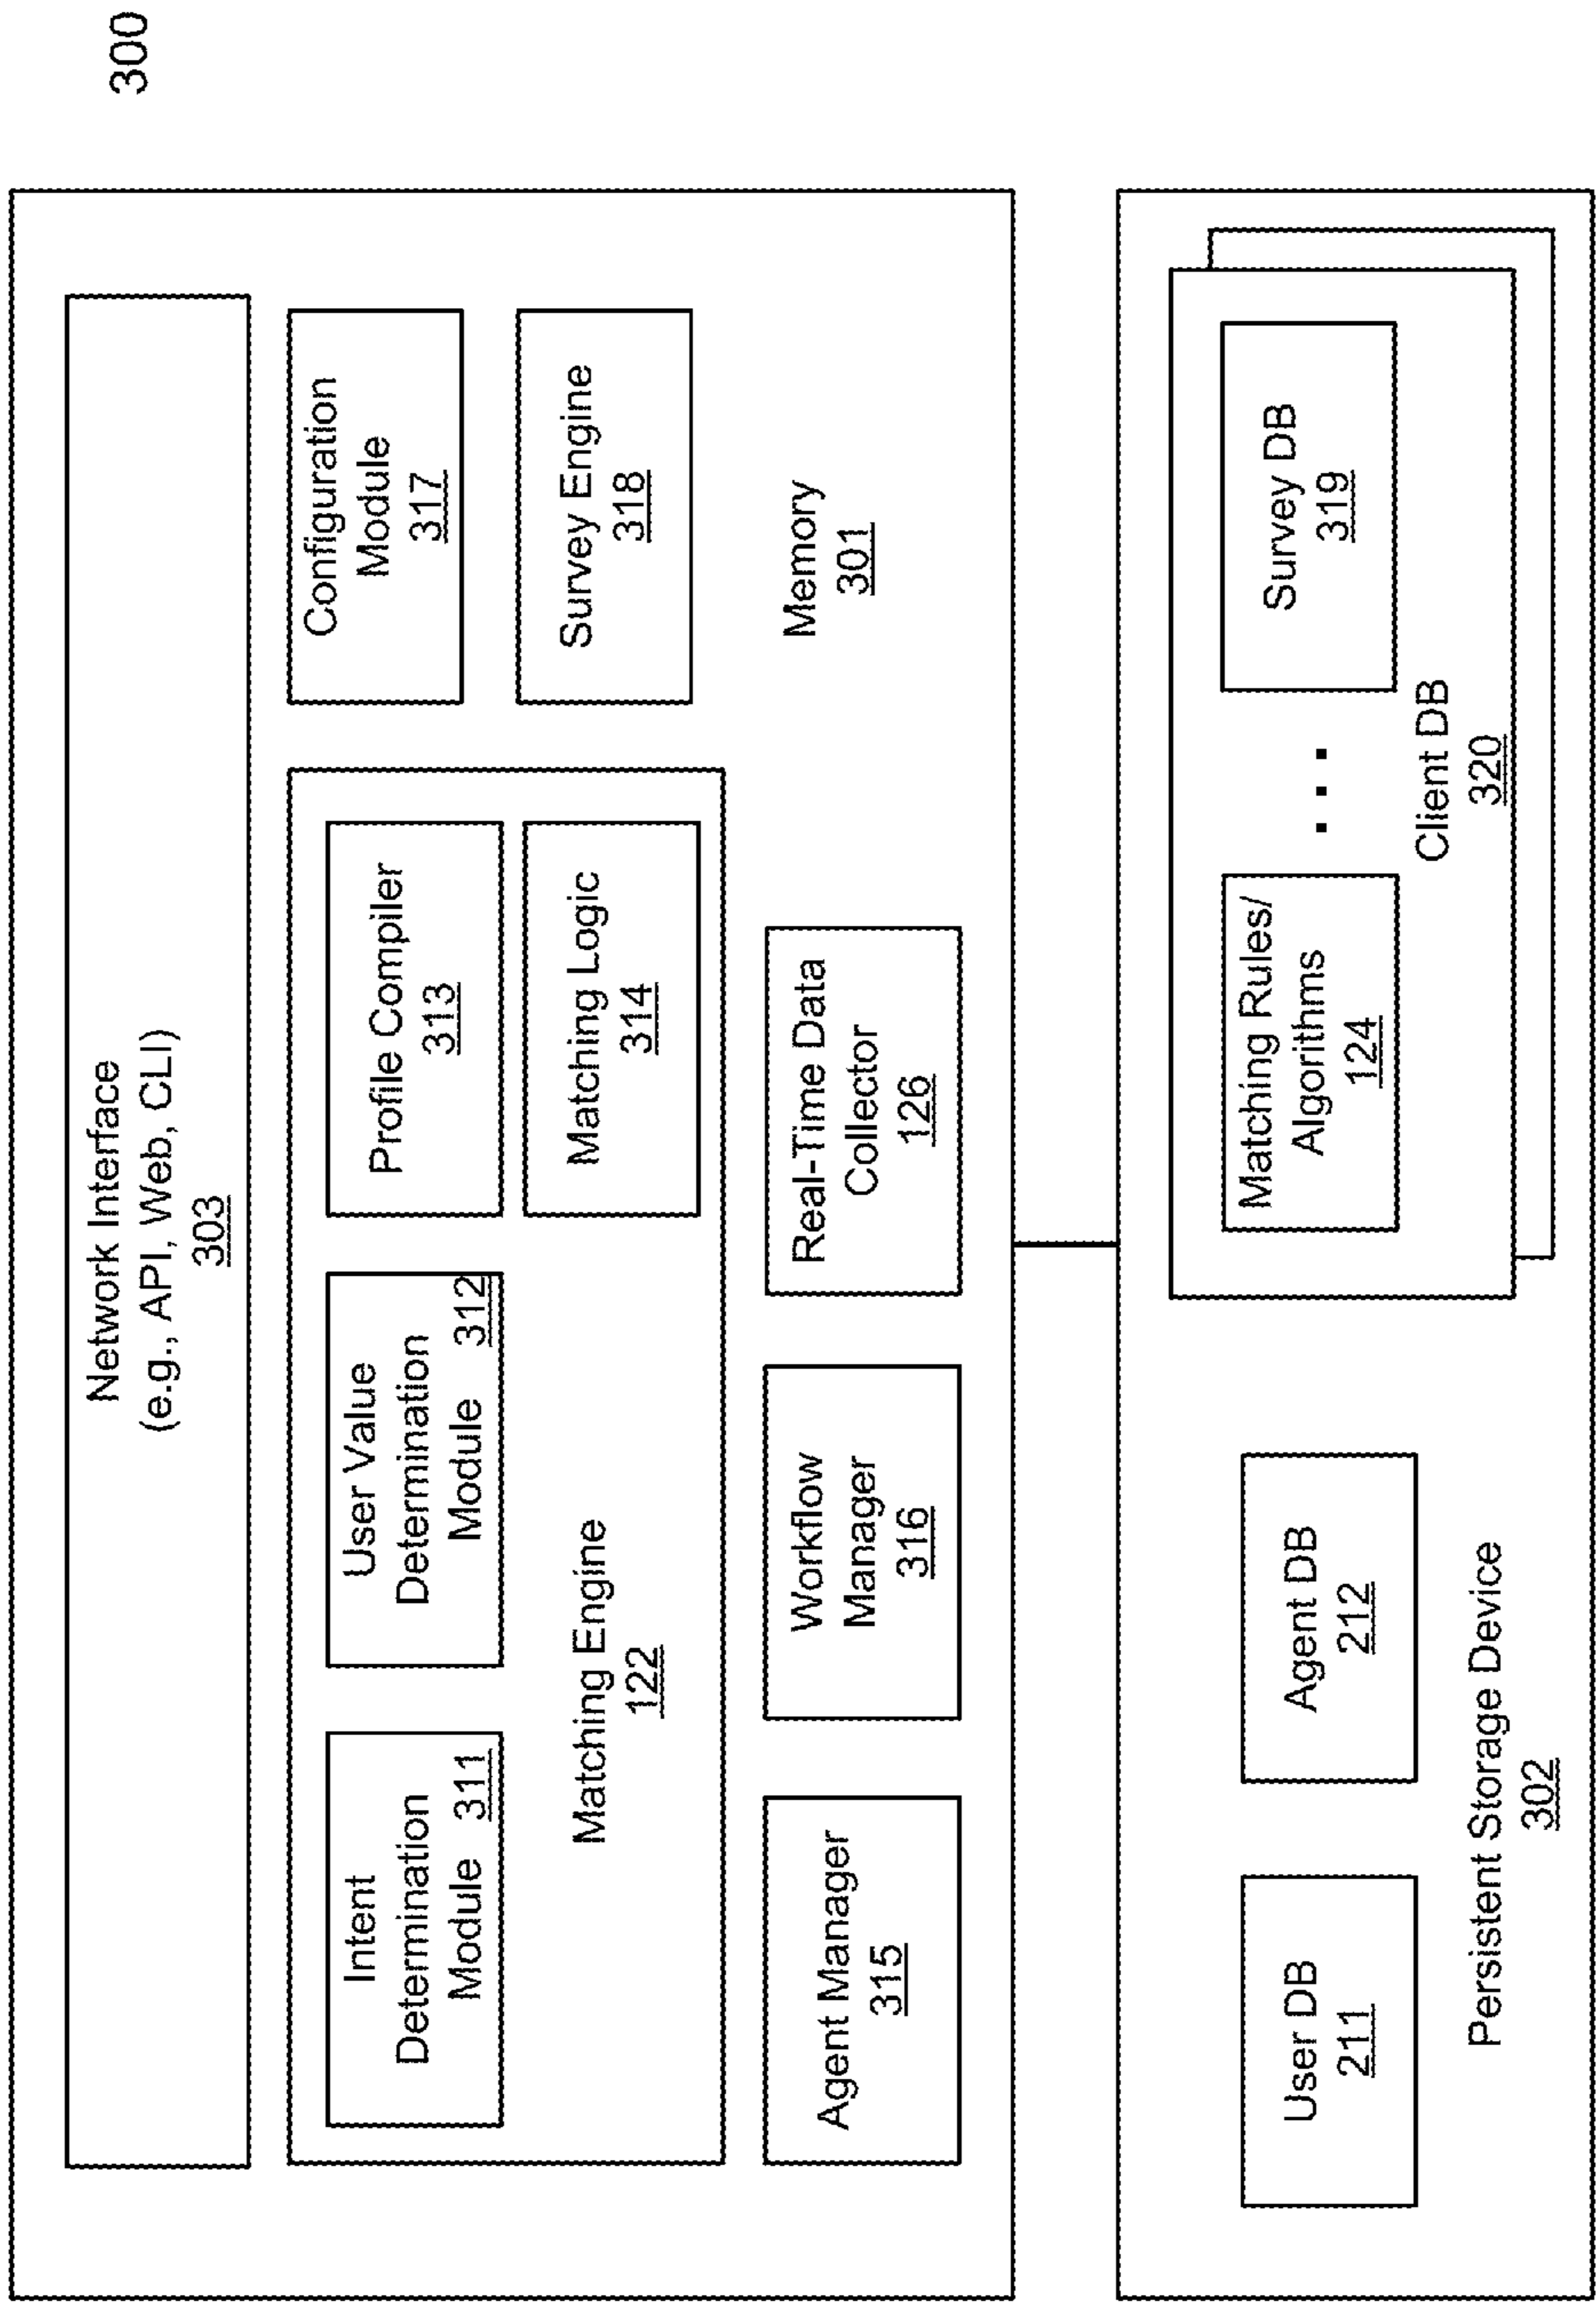 300
Network Interface
(e.g., API, Web, CLI)
303
Intent
Determination
Module 311
User Value
Determination
Module 312
Profile Compiler
313
Matching Logic
314
Matching Engine
122
Configuration
Module
317
Survey Engine
318
Agent Manager
315
Workflow
Manager
316
Real-Time Data
Collector
126
Memory
301
User DB
211
Agent DB
212
Persistent Storage Device
302
Matching Rules/
Algorithms
124
...
Survey DB
319
Client DB
320